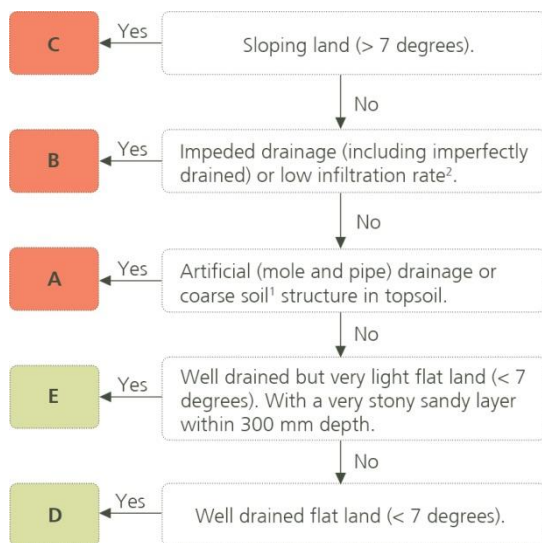 C
Yes
Sloping land (> 7 degrees).
No
B
Yes
Impeded drainage (including imperfectly
drained) or low infiltration rate².
No
A
Yes
Artificial (mole and pipe) drainage or
coarse soil¹ structure in topsoil.
No
E
Yes
Well drained but very light flat land (< 7
degrees). With a very stony sandy layer
within 300 mm depth.
No
D
Yes
Well drained flat land (< 7 degrees).